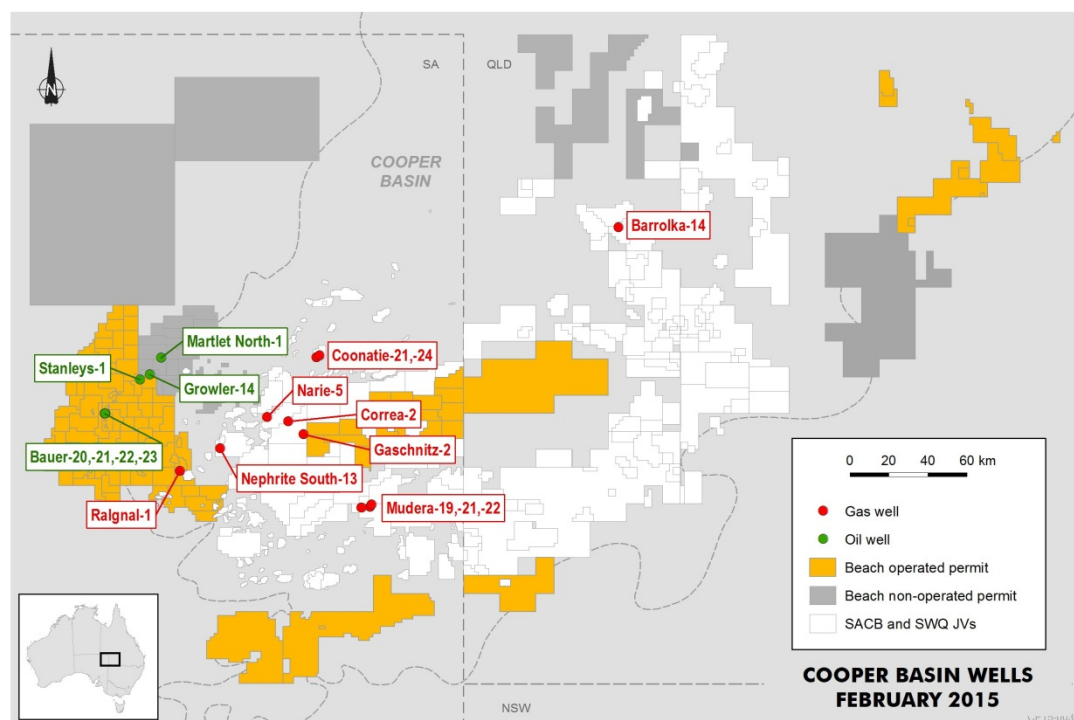 SA
QLD
N
COOPER
BASIN
Barrolka-14
Martlet North-1
Coonatie-21,-24
Stanleys-1
Growler-14
Narie-5
Correa-2
Gaschnitz-2
Bauer-20,-21,-22,-23
Nephrite South-13
Ralgnal-1
Mudera-19,-21,-22
0 20 40 60 km
Gas well
Oil well
Beach operated permit
Beach non-operated permit
SACB and SWQ JVs
COOPER BASIN WELLS
FEBRUARY 2015
NSW